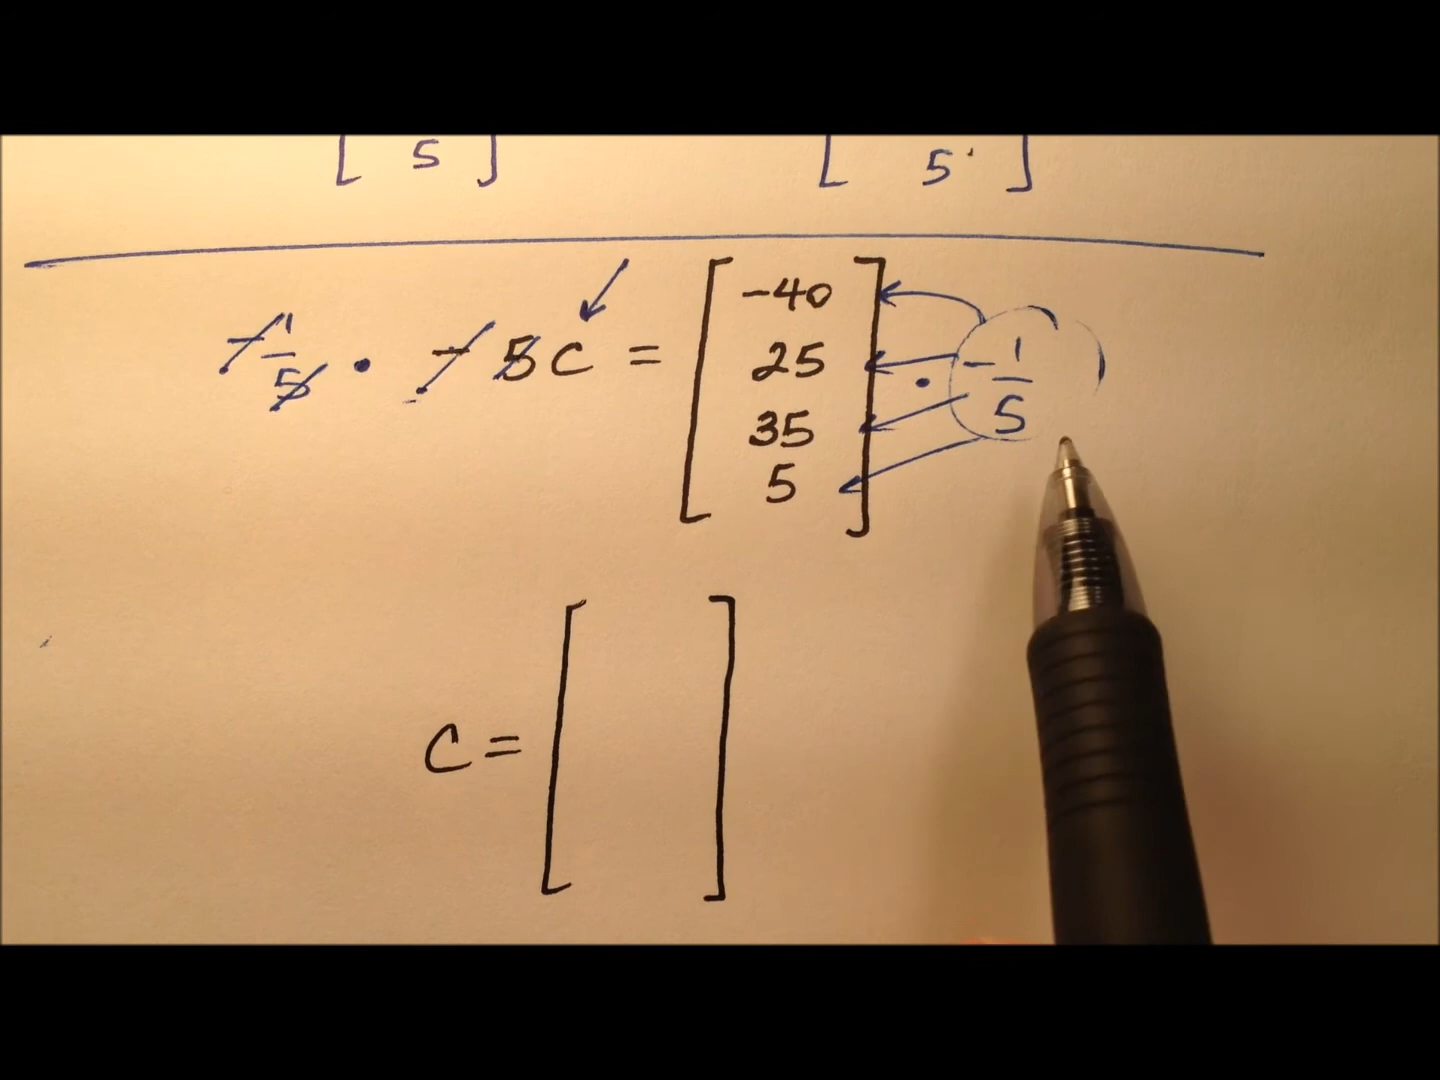 [ 5 ] [ 5 ]
-1/5 · -5C = [ -40 25 35 5 ] · -1/5
C = [ ]